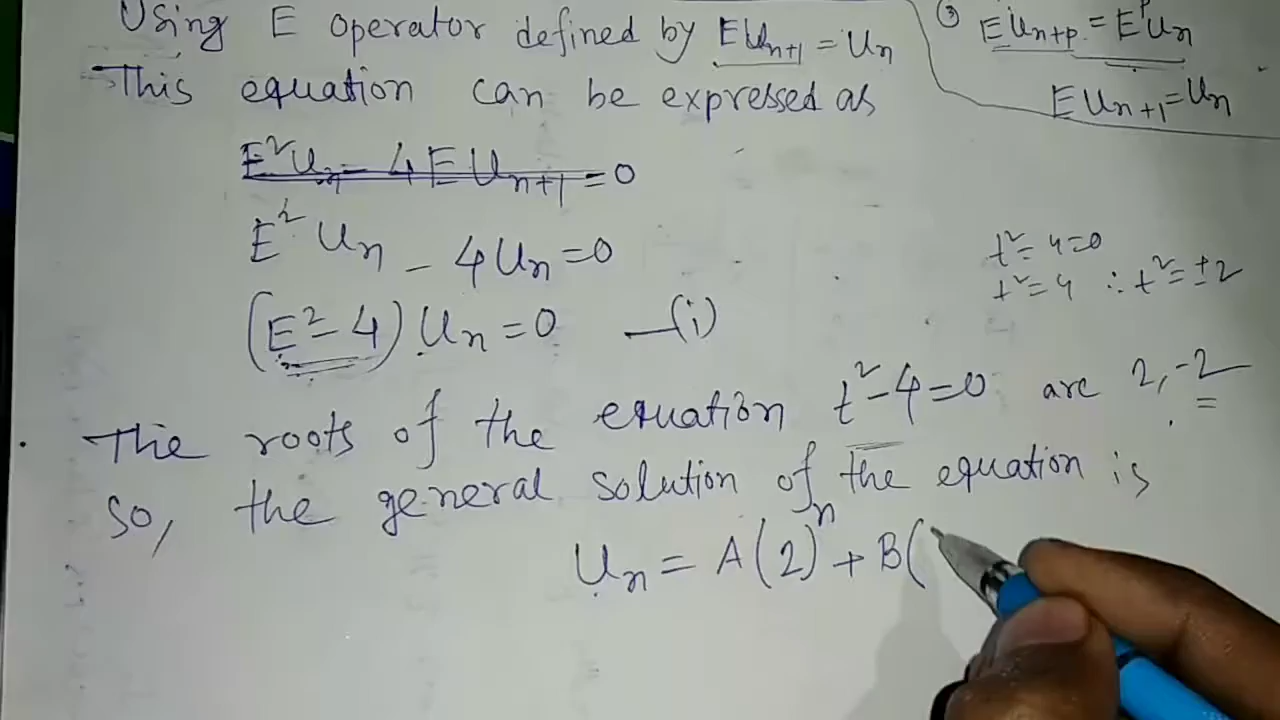 Using E operator defined by EUₙ₊₁ = Uₙ
This equation can be expressed as
③ EUₙ₊ₚ = EᵖUₙ
EUₙ₊₁ = Uₙ
E²Uₙ - 4EUₙ₊₁ = 0
E²Uₙ - 4Uₙ = 0
(E² - 4) Uₙ = 0 —(i)
t² - 4 = 0
t² = 4 ∴ t² = ±2
The roots of the equation t² - 4 = 0 are 2, -2
so, the general solution of the equation is
Uₙ = A(2)ⁿ + B(